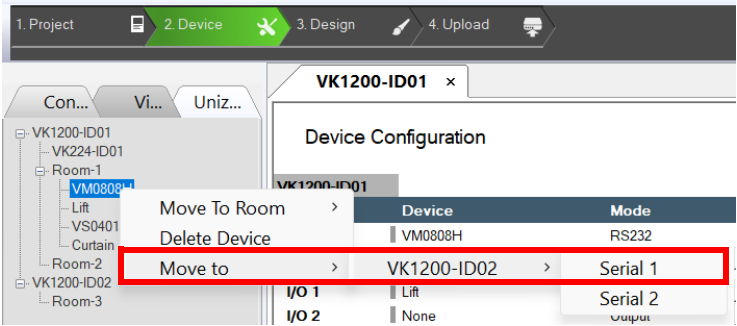 1. Project
2. Device
3. Design
4. Upload
VK1200-ID01 ×
Con... Vi... Uniz...
VK1200-ID01
VK224-ID01
Room-1
VM0808H
Lift
VS0401
Curtain
Room-2
VK1200-ID02
Room-3
Device Configuration
VK1200-ID01
Device Mode
VM0808H RS232
I/O 1 Lift
I/O 2 None Output
Move To Room >
Delete Device
Move to > VK1200-ID02 > Serial 1
Serial 2